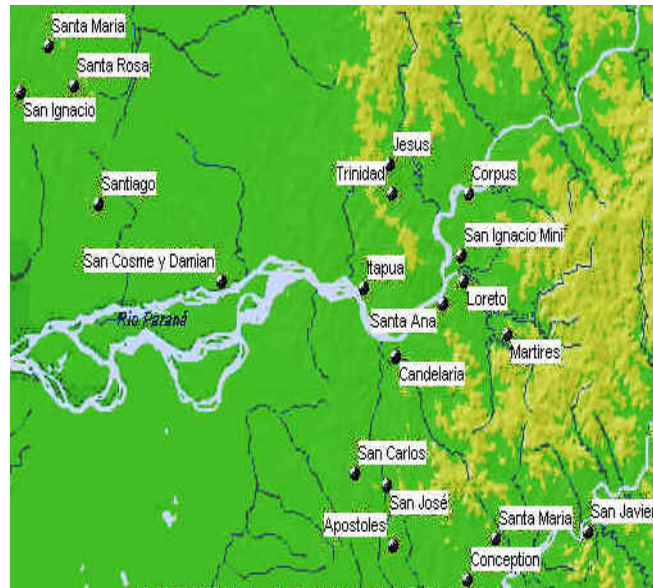 Santa Maria
Santa Rosa
San Ignacio
Jesus
Trinidad
Corpus
Santiago
San Ignacio Mini
San Cosme y Damian
Itapua
Loreto
Santa Ana
Rio Paraná
Martires
Candelaria
San Carlos
San José
Apostoles
Santa Maria
San Javier
Conception